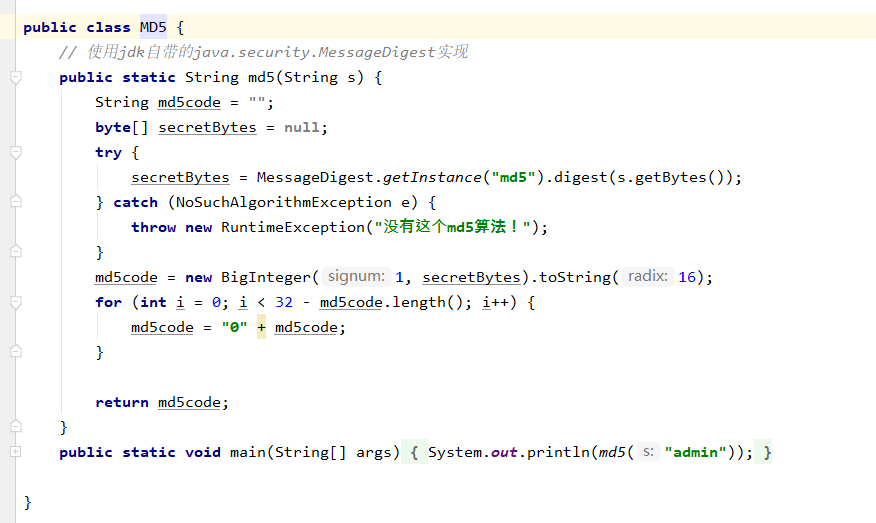 public class MD5 {
// 使用jdk自带的java.security.MessageDigest实现
public static String md5(String s) {
String md5code = "";
byte[] secretBytes = null;
try {
secretBytes = MessageDigest.getInstance("md5").digest(s.getBytes());
} catch (NoSuchAlgorithmException e) {
throw new RuntimeException("没有这个md5算法！");
}
md5code = new BigInteger( signum: 1, secretBytes).toString( radix: 16);
for (int i = 0; i < 32 - md5code.length(); i++) {
md5code = "0" + md5code;
}
return md5code;
}
public static void main(String[] args) { System.out.println(md5( s: "admin")); }
}